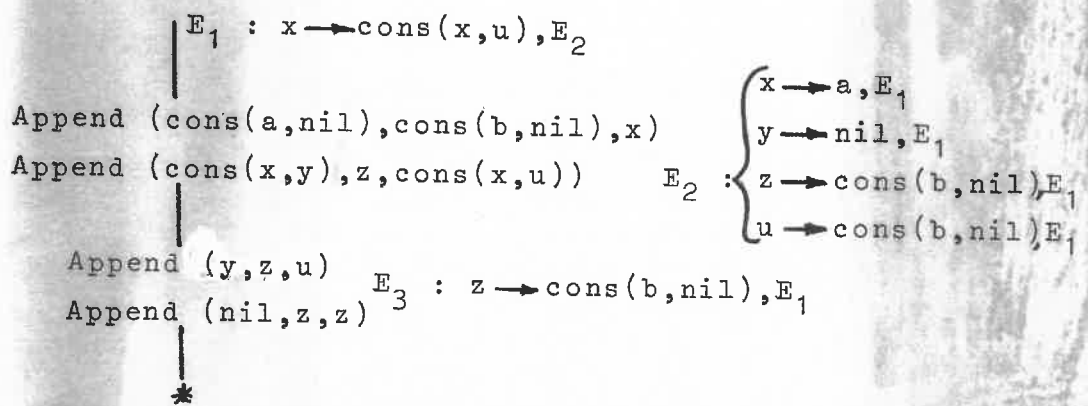 E₁ : x → cons(x,u),E₂
Append (cons(a,nil),cons(b,nil),x)
Append (cons(x,y),z,cons(x,u))
E₂ :
x → a,E₁
y → nil,E₁
z → cons(b,nil),E₁
u → cons(b,nil),E₁
Append (y,z,u)
Append (nil,z,z)
E₃ : z → cons(b,nil),E₁
*